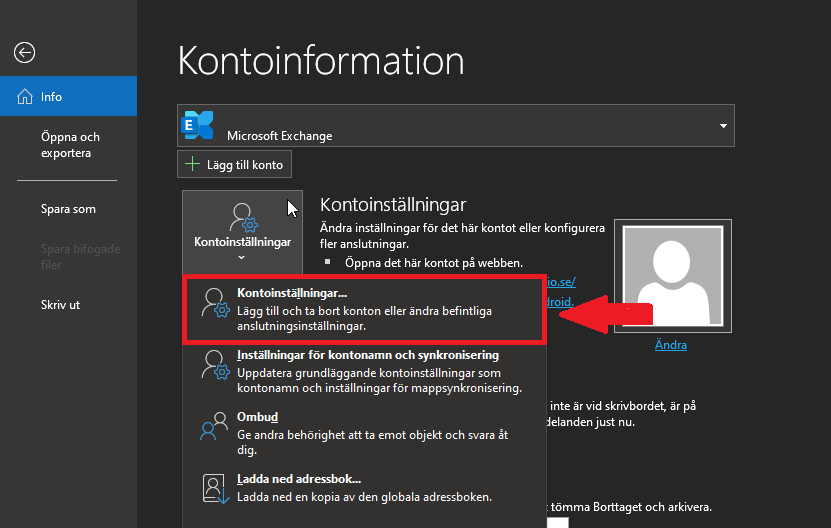 Kontoinformation
Info
Öppna och
exportera
Spara som
Spara bifogade
filer
Skriv ut
E
Microsoft Exchange
Lägg till konto
Kontoinställningar
Kontoinställningar
Ändra inställningar för det här kontot eller konfigurera
fler anslutningar.
Öppna det här kontot på webben.
io.se/
droid.
Ändra
Kontoinställningar...
Lägg till och ta bort konton eller ändra befintliga
anslutningsinställningar.
Inställningar för kontonamn och synkronisering
Uppdatera grundläggande kontoinställningar som
kontonamn och inställningar för mappsynkronisering.
Ombud
Ge andra behörighet att ta emot objekt och svara åt
dig.
Ladda ned adressbok...
Ladda ned en kopia av den globala adressboken.
inte är vid skrivbordet, är på
delanden just nu.
tömma Borttaget och arkivera.